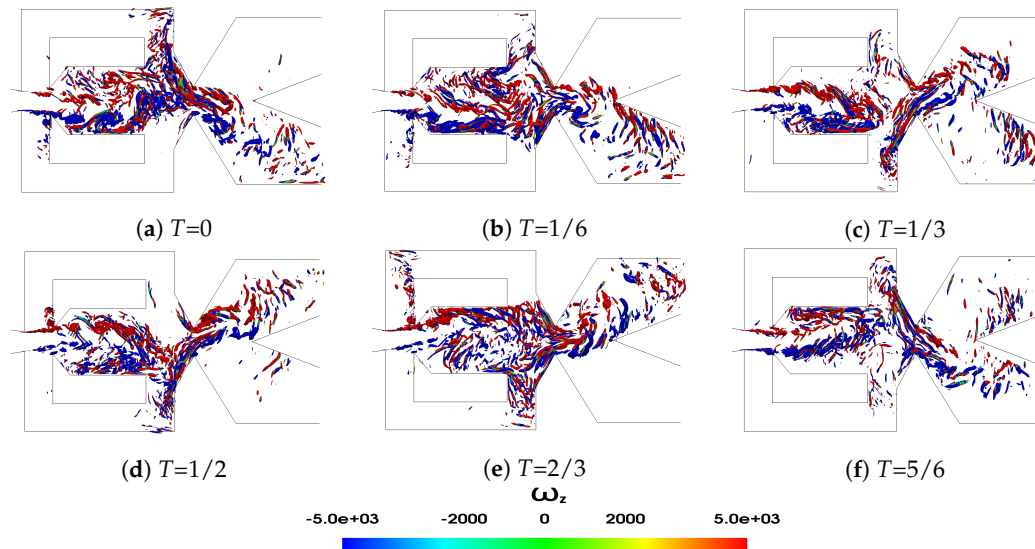 (a) T=0
(b) T=1/6
(c) T=1/3
(d) T=1/2
(e) T=2/3
(f) T=5/6
ω_z
-5.0e+03 -2000 0 2000 5.0e+03